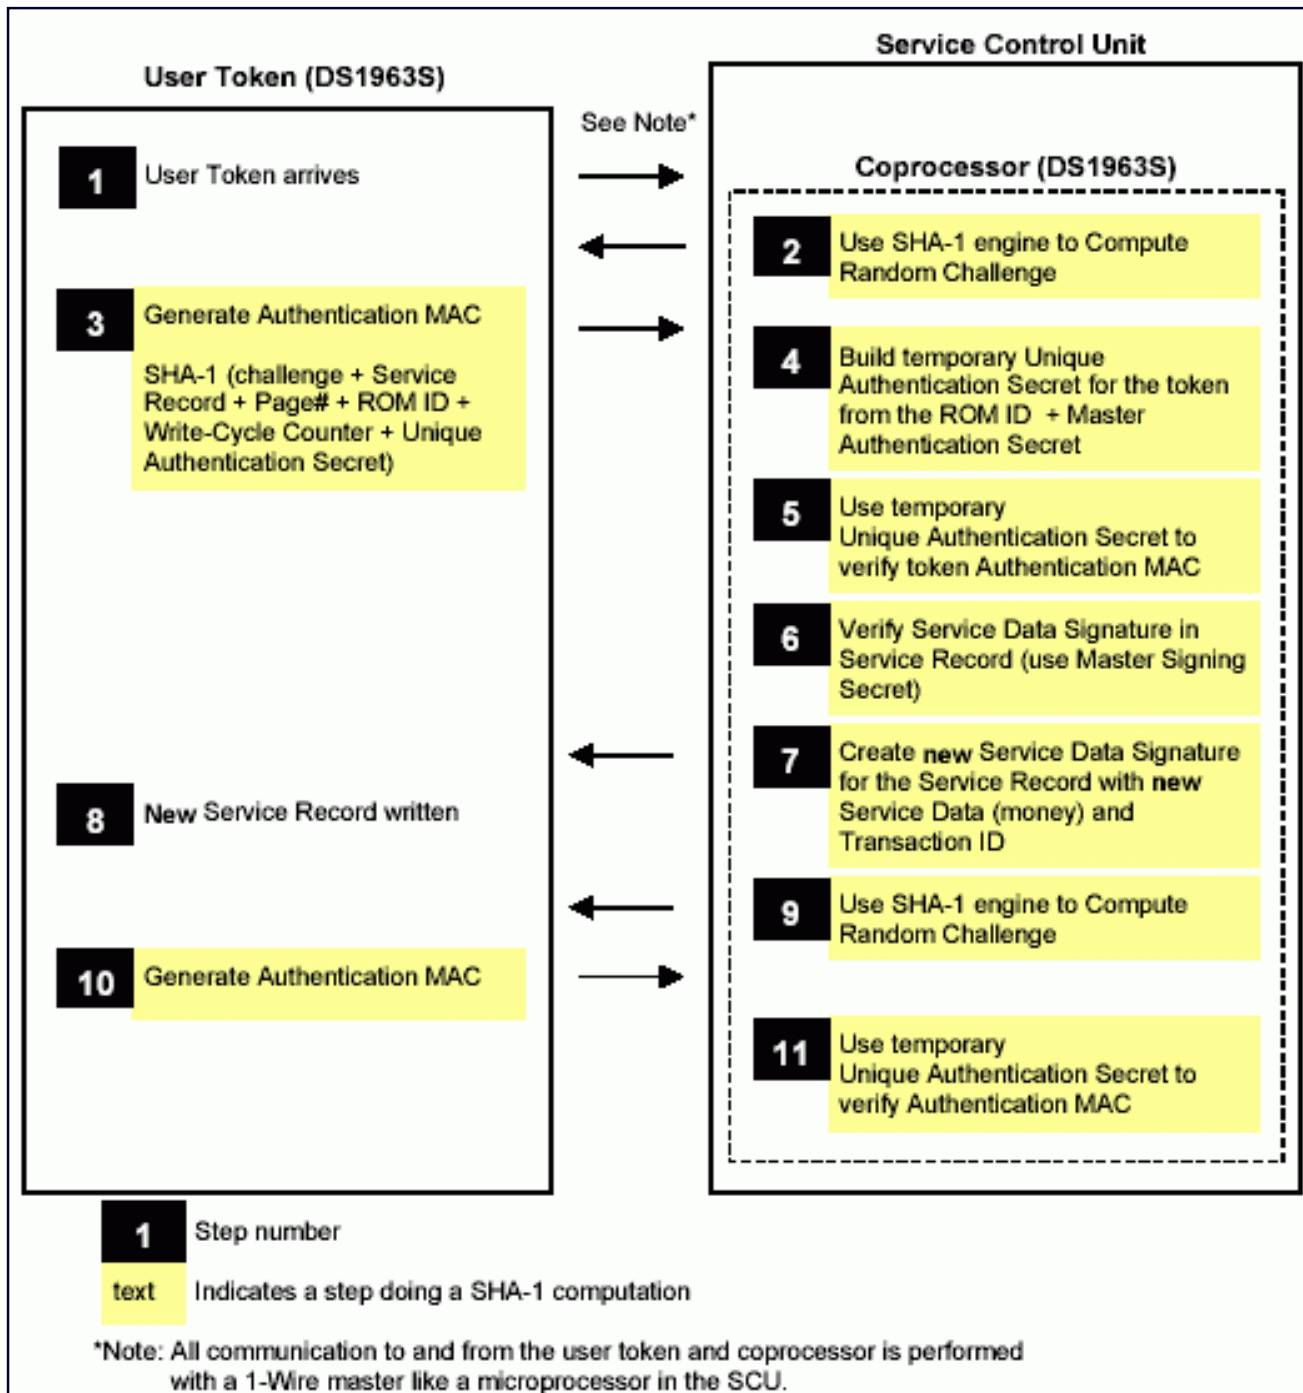 Service Control Unit
User Token (DS1963S)
See Note*
1
User Token arrives
Coprocessor (DS1963S)
2
Use SHA-1 engine to Compute
Random Challenge
3
Generate Authentication MAC
SHA-1 (challenge + Service
Record + Page# + ROM ID +
Write-Cycle Counter + Unique
Authentication Secret)
4
Build temporary Unique
Authentication Secret for the token
from the ROM ID + Master
Authentication Secret
5
Use temporary
Unique Authentication Secret to
verify token Authentication MAC
6
Verify Service Data Signature in
Service Record (use Master Signing
Secret)
7
Create new Service Data Signature
for the Service Record with new
Service Data (money) and
Transaction ID
8
New Service Record written
9
Use SHA-1 engine to Compute
Random Challenge
10
Generate Authentication MAC
11
Use temporary
Unique Authentication Secret to
verify Authentication MAC
1
Step number
text
Indicates a step doing a SHA-1 computation
*Note: All communication to and from the user token and coprocessor is performed
with a 1-Wire master like a microprocessor in the SCU.